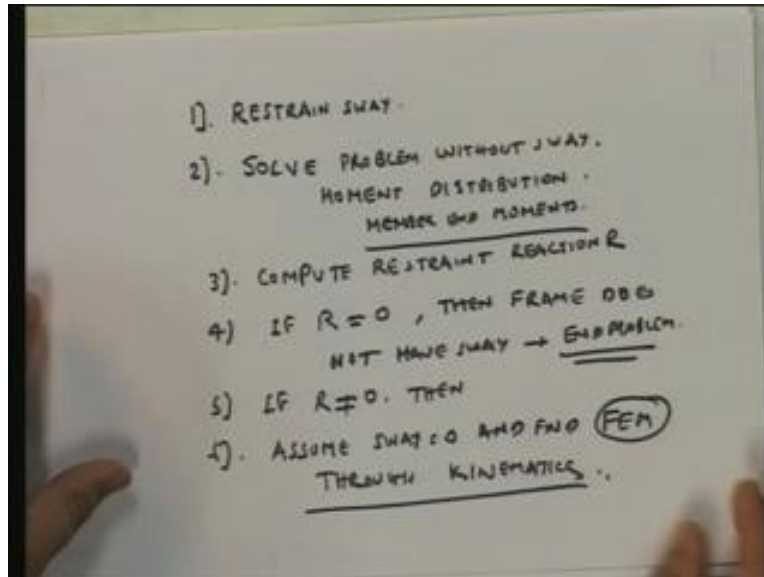 1]. RESTRAIN SWAY.
2). SOLVE PROBLEM WITHOUT SWAY.
MOMENT DISTRIBUTION.
MEMBER END MOMENTS.
3). COMPUTE RESTRAINT REACTION R
4) IF R = 0, THEN FRAME DOES
NOT HAVE SWAY → END PROBLEM.
5) IF R ≠ 0. THEN
ASSUME SWAY = AND FIND FEM
THROUGH KINEMATICS.